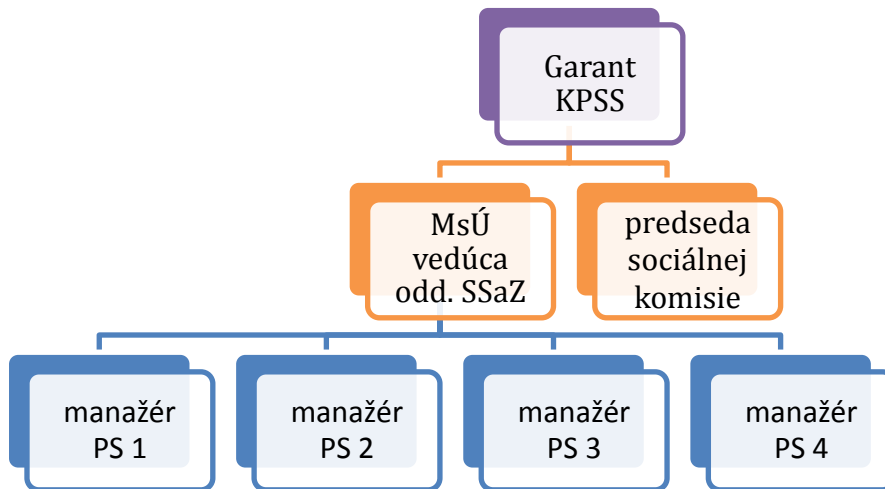 Garant
KPSS
MsÚ
vedúca
odd. SSaZ
predseda
sociálnej
komisie
manažér
PS 1
manažér
PS 2
manažér
PS 3
manažér
PS 4